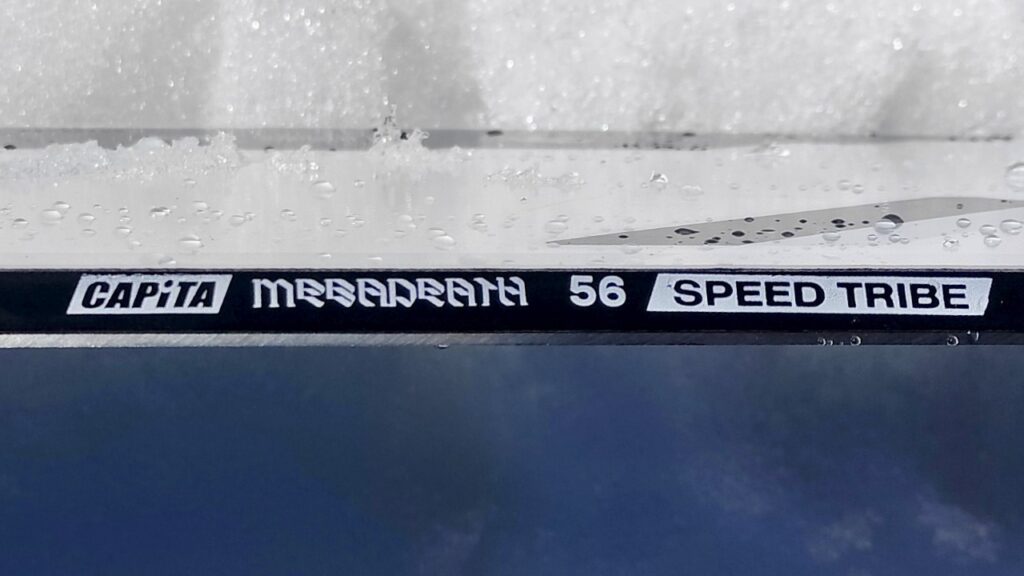 CAPiTA MEGADEATH 56 SPEED TRIBE